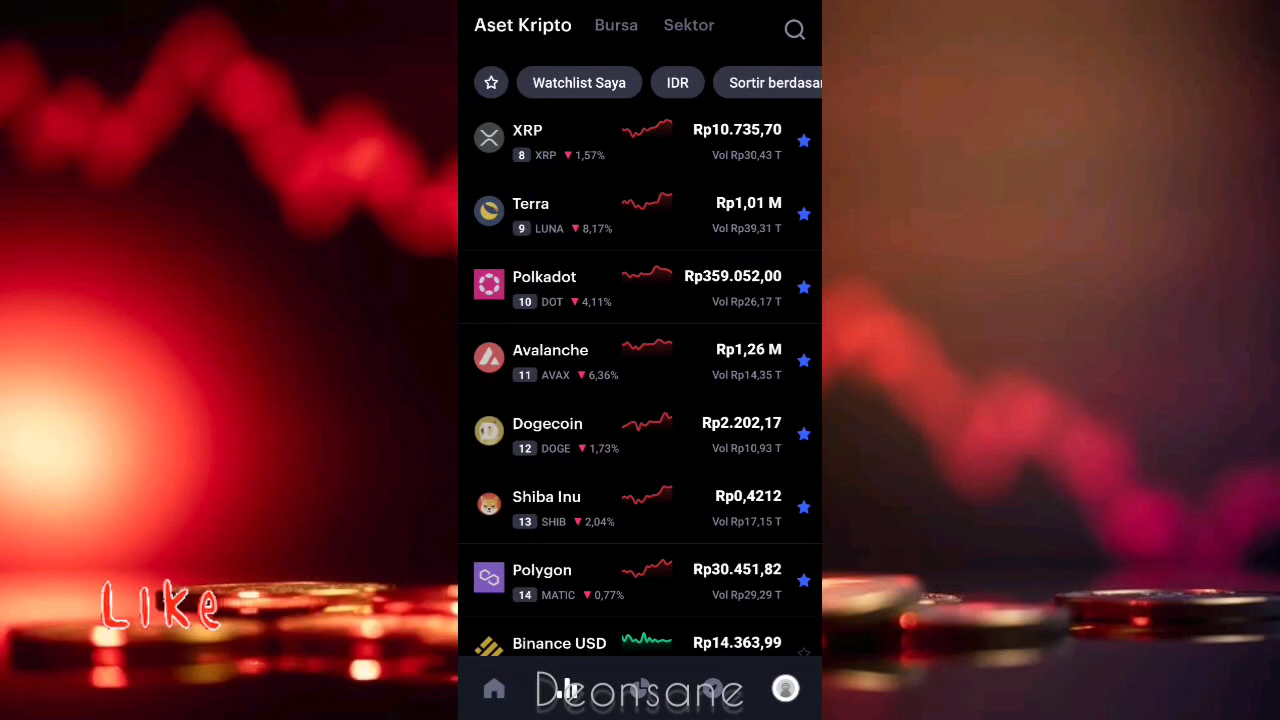 Aset Kripto Bursa Sektor
Watchlist Saya IDR Sortir berdasar
XRP Rp10.735,70
8 XRP ▼ 1,57% Vol Rp30,43 T
Terra Rp1,01 M
9 LUNA ▼ 8,17% Vol Rp39,31 T
Polkadot Rp359.052,00
10 DOT ▼ 4,11% Vol Rp26,17 T
Avalanche Rp1,26 M
11 AVAX ▼ 6,36% Vol Rp14,35 T
Dogecoin Rp2.202,17
12 DOGE ▼ 1,73% Vol Rp10,93 T
Shiba Inu Rp0,4212
13 SHIB ▼ 2,04% Vol Rp17,15 T
Polygon Rp30.451,82
14 MATIC ▼ 0,77% Vol Rp29,29 T
Binance USD Rp14.363,99
Like
Deonsane